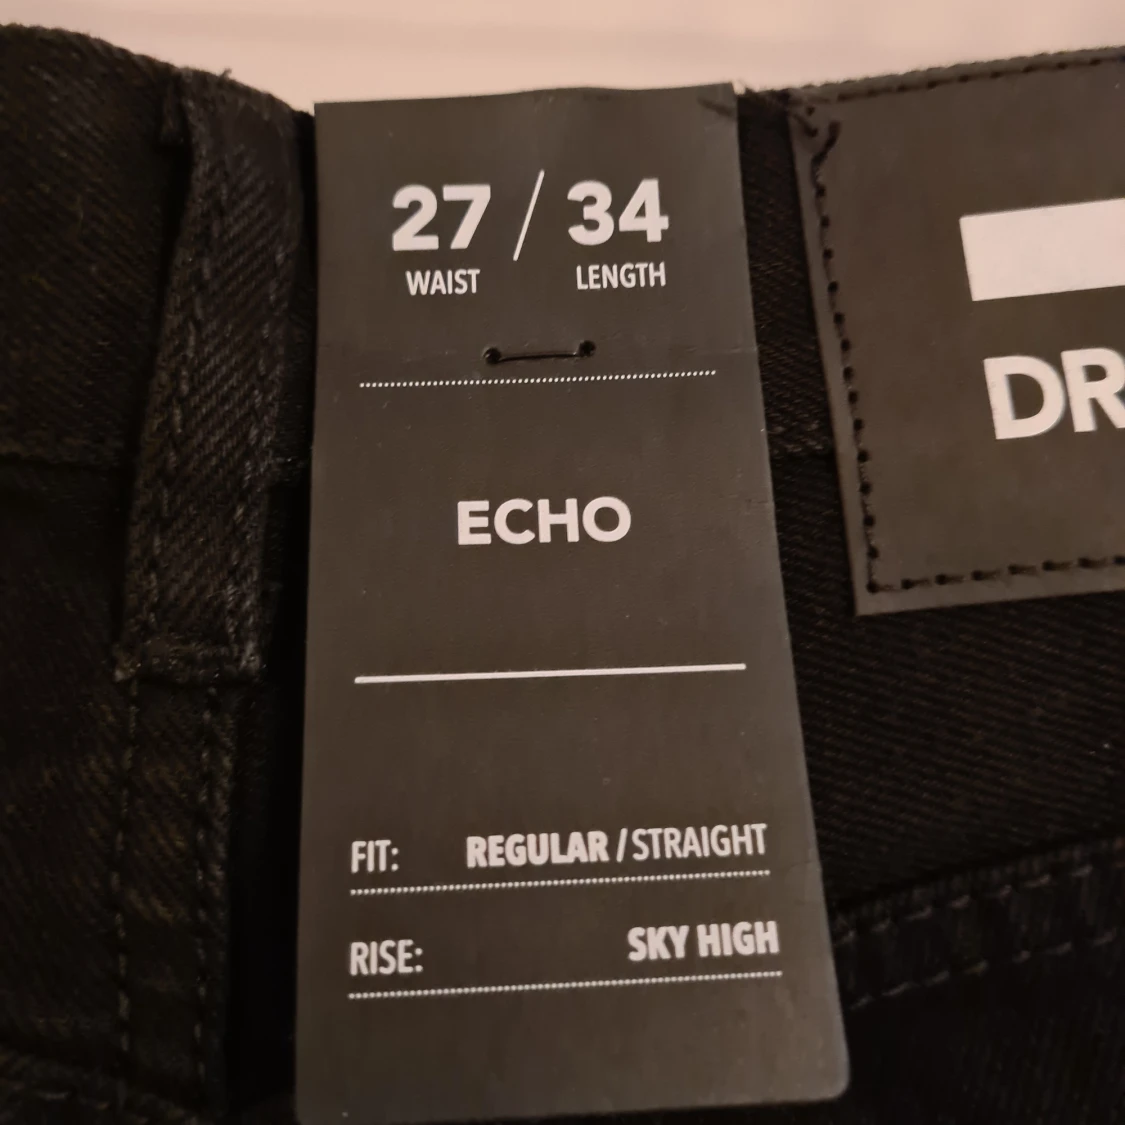 27 / 34
WAIST LENGTH
ECHO
FIT: REGULAR / STRAIGHT
RISE: SKY HIGH
DR